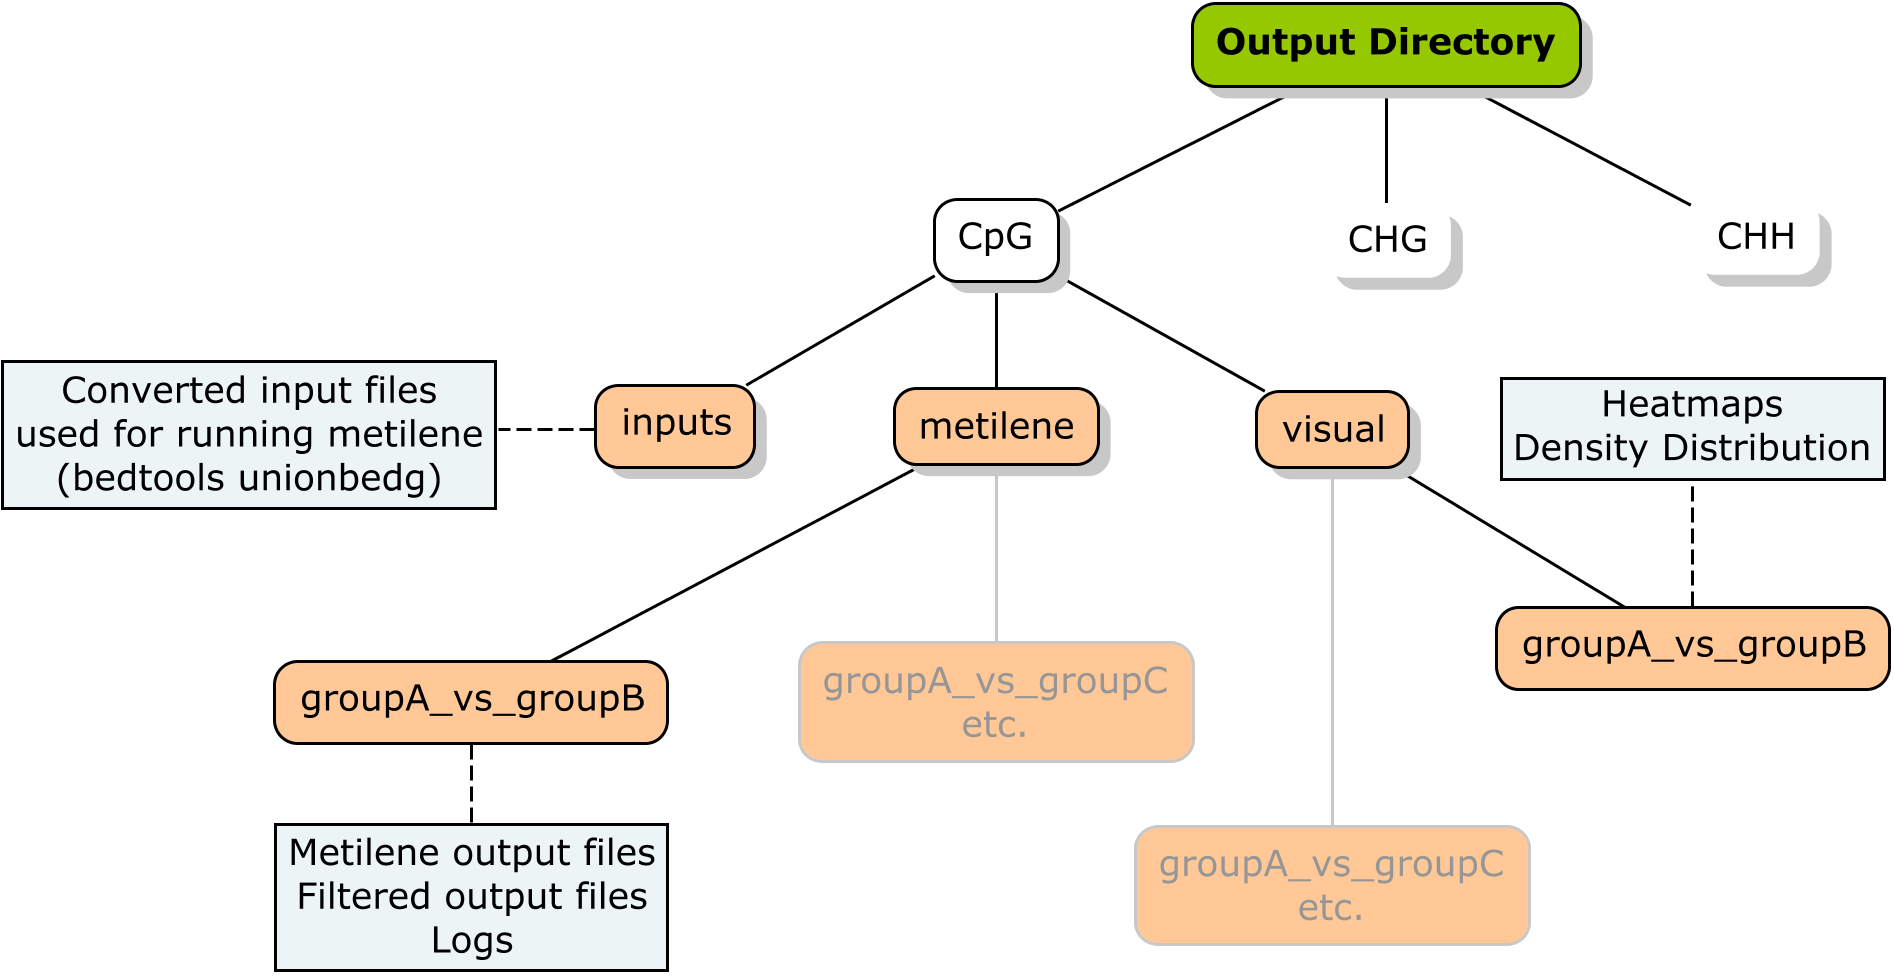 Output Directory
CpG
CHG
CHH
Converted input files
used for running metilene
(bedtools unionbedg)
inputs
metilene
visual
Heatmaps
Density Distribution
groupA_vs_groupB
groupA_vs_groupC
etc.
groupA_vs_groupB
Metilene output files
Filtered output files
Logs
groupA_vs_groupC
etc.